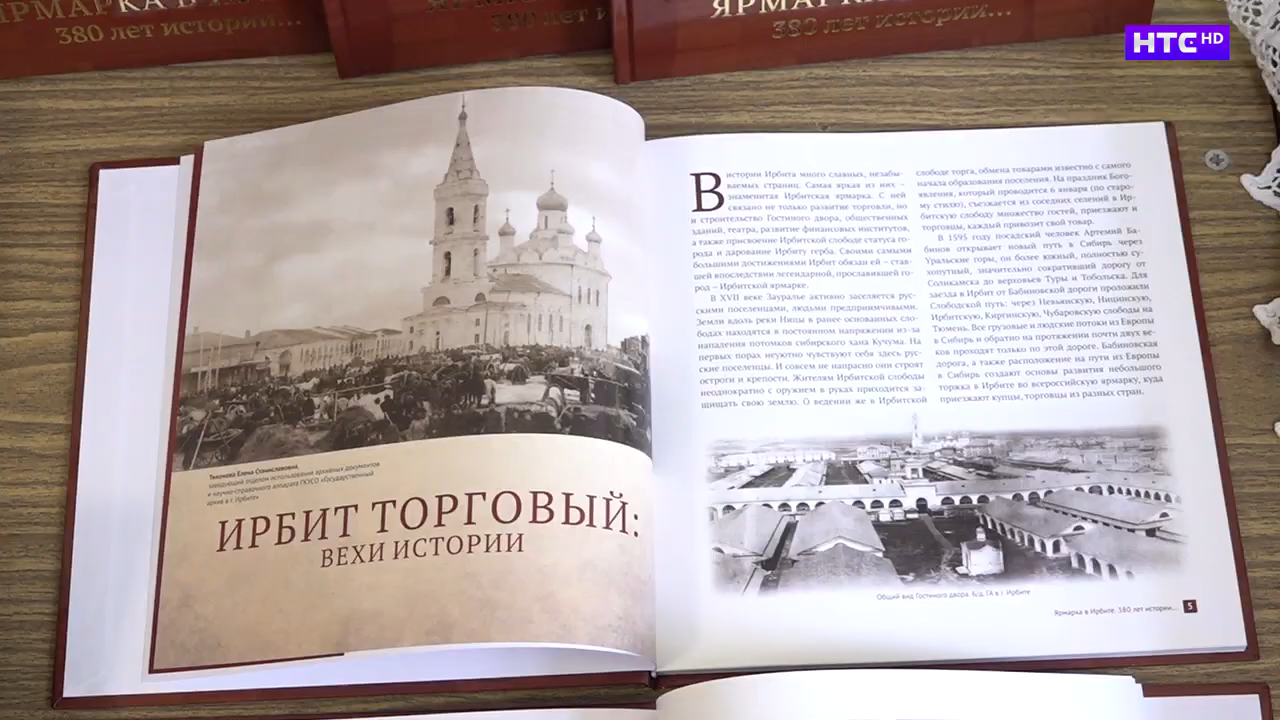 ЯРМАРКА В
380 лет истории...
380 лет и
ЯРМАРКА
380 лет истории...
НТС HD
Тихомова Елена Станиславовна,
заведующий отделом использования архивных документов
и научно-справочного аппарата ГКУСО «Государственный
архив в г. Ирбите»
ИРБИТ ТОРГОВЫЙ:
ВЕХИ ИСТОРИИ
В истории Ирбита много славных, незабы-
ваемых страниц. Самая яркая из них –
знаменитая Ирбитская ярмарка. С ней
связано не только развитие торговли, но
и строительство Гостиного двора, общественных
зданий, театра, развитие финансовых институтов,
а также присвоение Ирбитской слободе статуса го-
рода и дарование Ирбиту герба. Своими самыми
большими достижениями Ирбит обязан ей – став-
шей впоследствии легендарной, прославившей го-
род – Ирбитской ярмарке.
В XVII веке Зауралье активно заселяется рус-
скими поселенцами, людьми предприимчивыми.
Земли вдоль реки Ницы в ранее основанных сло-
бодах находятся в постоянном напряжении из-за
нападения потомков сибирского хана Кучума. На
первых порах неуютно чувствуют себя здесь рус-
ские поселенцы. И совсем не напрасно они строят
остроги и крепости. Жителям Ирбитской слободы
неоднократно с оружием в руках приходится за-
щищать свою землю. О ведении же в Ирбитской
слободе торга, обмена товарами известно с самого
начала образования поселения. На праздник Бого-
явления, который проводится 6 января (по старо-
му стилю), съезжается из соседних селений в Ир-
битскую слободу множество гостей, приезжают и
торговцы, каждый привозит свой товар.
В 1595 году посадский человек Артемий Ба-
бинов открывает новый путь в Сибирь через
Уральские горы, он более южный, полностью су-
хопутный, значительно сокративший дорогу от
Соликамска до верховьев Туры и Тобольска. Для
заезда в Ирбит от Бабиновской дороги проложили
Слободской путь: через Невьянскую, Ницинскую,
Ирбитскую, Киргинскую, Чубаровскую слободы на
Тюмень. Все грузовые и людские потоки из Европы
в Сибирь и обратно на протяжении почти двух ве-
ков проходят только по этой дороге. Бабиновская
дорога, а также расположение на пути из Европы
в Сибирь создают основы развития небольшого
торжка в Ирбите во всероссийскую ярмарку, куда
приезжают купцы, торговцы из разных стран.
Общий вид Гостиного двора. Б/д. ГА в г. Ирбите
Ярмарка в Ирбите. 380 лет истории... 5